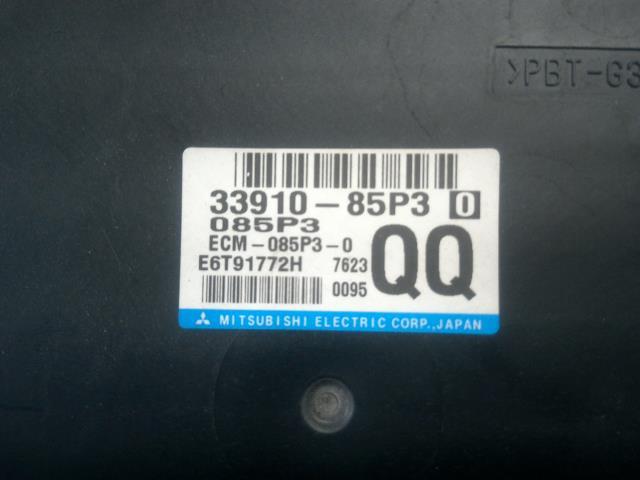 >PBT-G3
33910-85P3 0
085P3
ECM-085P3-0
E6T91772H 7623
0095
QQ
MITSUBISHI ELECTRIC CORP.,JAPAN